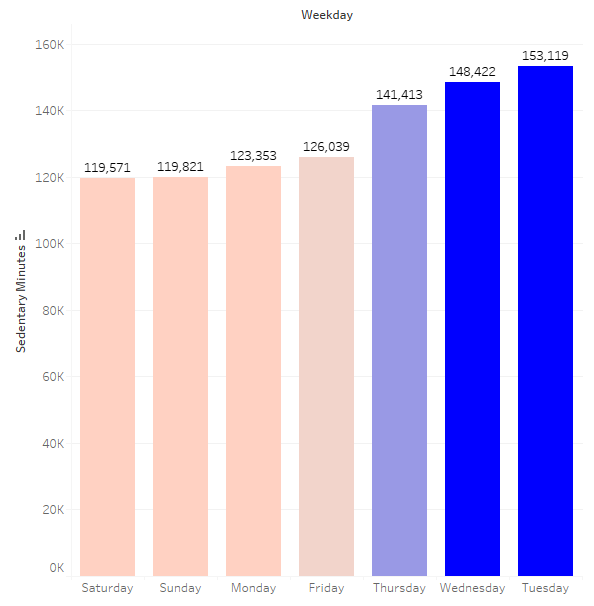 Weekday
Sedentary Minutes
160K
140K
120K
100K
80K
60K
40K
20K
0K
119,571
119,821
123,353
126,039
141,413
148,422
153,119
Saturday
Sunday
Monday
Friday
Thursday
Wednesday
Tuesday